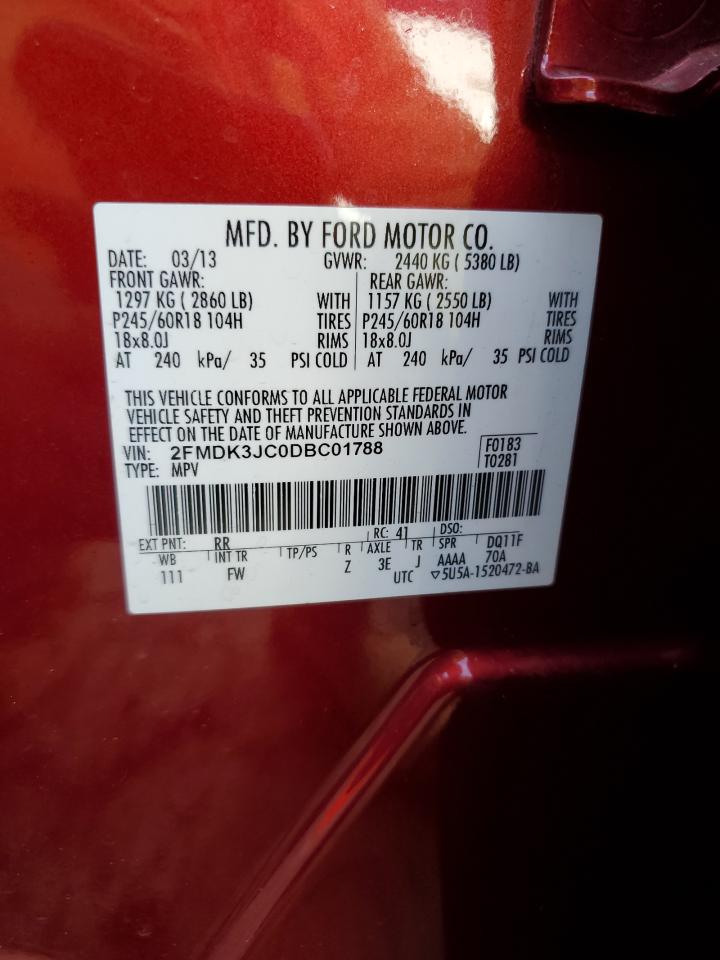 MFD. BY FORD MOTOR CO.
DATE: 03/13 GVWR: 2440 KG ( 5380 LB)
FRONT GAWR: REAR GAWR:
1297 KG ( 2860 LB) WITH 1157 KG ( 2550 LB) WITH
P245/60R18 104H TIRES P245/60R18 104H TIRES
18x8.0J RIMS 18x8.0J RIMS
AT 240 kPa/ 35 PSI COLD AT 240 kPa/ 35 PSI COLD
THIS VEHICLE CONFORMS TO ALL APPLICABLE FEDERAL MOTOR
VEHICLE SAFETY AND THEFT PREVENTION STANDARDS IN
EFFECT ON THE DATE OF MANUFACTURE SHOWN ABOVE.
VIN: 2FMDK3JC0DBC01788 F0183
TYPE: MPV T0281
EXT PNT: RR RC: 41 DSO:
WB INT TR TP/PS R AXLE TR SPR DQ11F
111 FW Z 3E J AAAA 70A
UTC ▽5U5A-1520472-BA